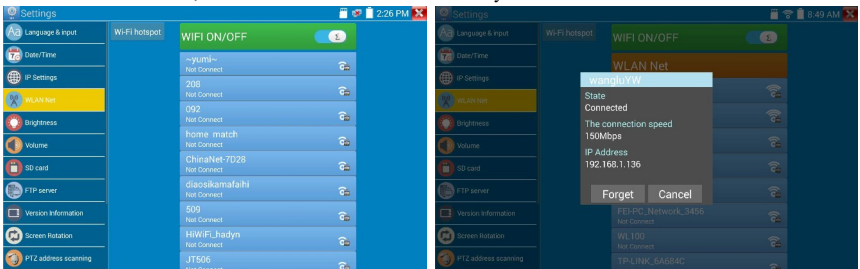 Settings
2:26 PM
Language & input
Wi-Fi hotspot
WIFI ON/OFF
Date/Time
~yumi~
Not Connect
IP Settings
208
Not Connect
WLAN Net
092
Not Connect
Brightness
home_match
Not Connect
Volume
ChinaNet-7D28
Not Connect
SD card
diaosikamafaihi
Not Connect
FTP server
509
Not Connect
Version Information
HiWiFi_hadyn
Not Connect
Screen Rotation
JT506
PTZ address scanning
Settings
8:49 AM
Language & input
Wi-Fi hotspot
WIFI ON/OFF
Date/Time
WLAN Net
IP Settings
WLAN Net
Brightness
Volume
SD card
FTP server
Version Information
Screen Rotation
PTZ address scanning
wangluYW
State
Connected
The connection speed
150Mbps
IP Address
192.168.1.136
Forget Cancel
FEI-PC_Network_3456
Not Connect
WL100
Not Connect
TP-LINK_6A684C